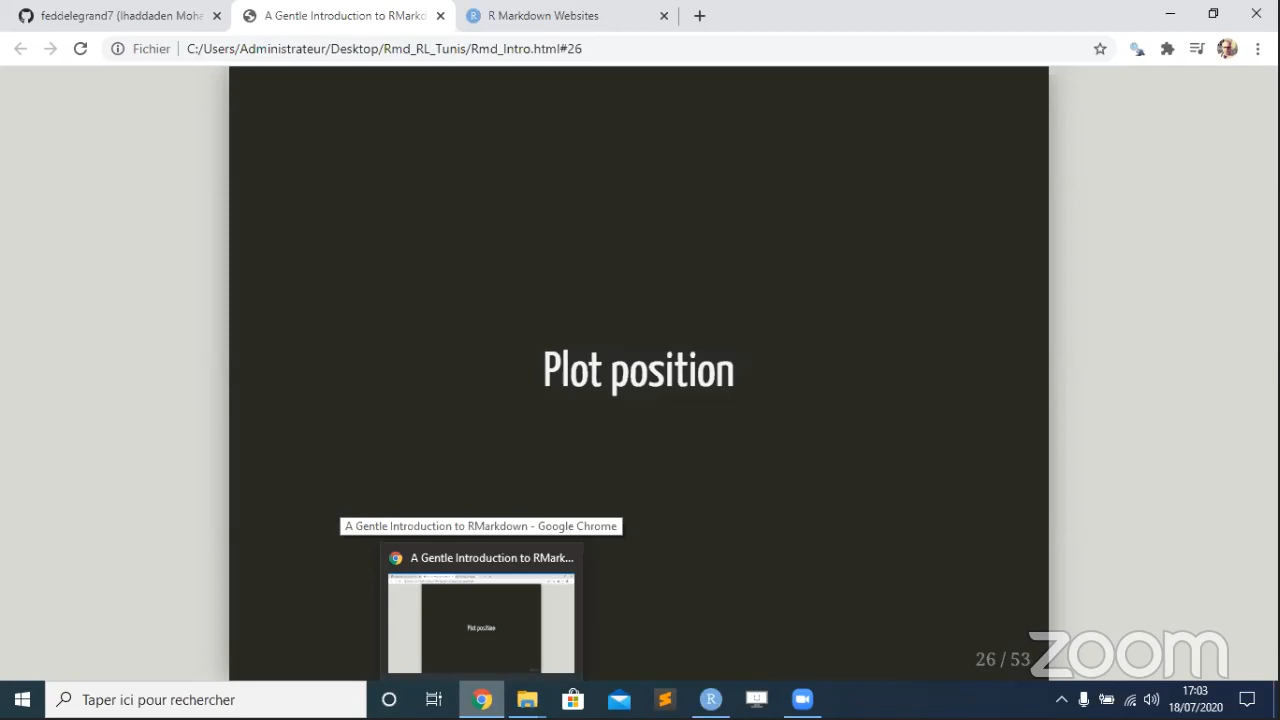 feddelegrand7 (Ihaddaden Moha
A Gentle Introduction to RMarkd
R Markdown Websites
Fichier
C:/Users/Administrateur/Desktop/Rmd_RL_Tunis/Rmd_Intro.html#26
Plot position
A Gentle Introduction to RMarkdown - Google Chrome
A Gentle Introduction to RMark...
Plot position
26 / 53
zoom
Taper ici pour rechercher
17:03
18/07/2020